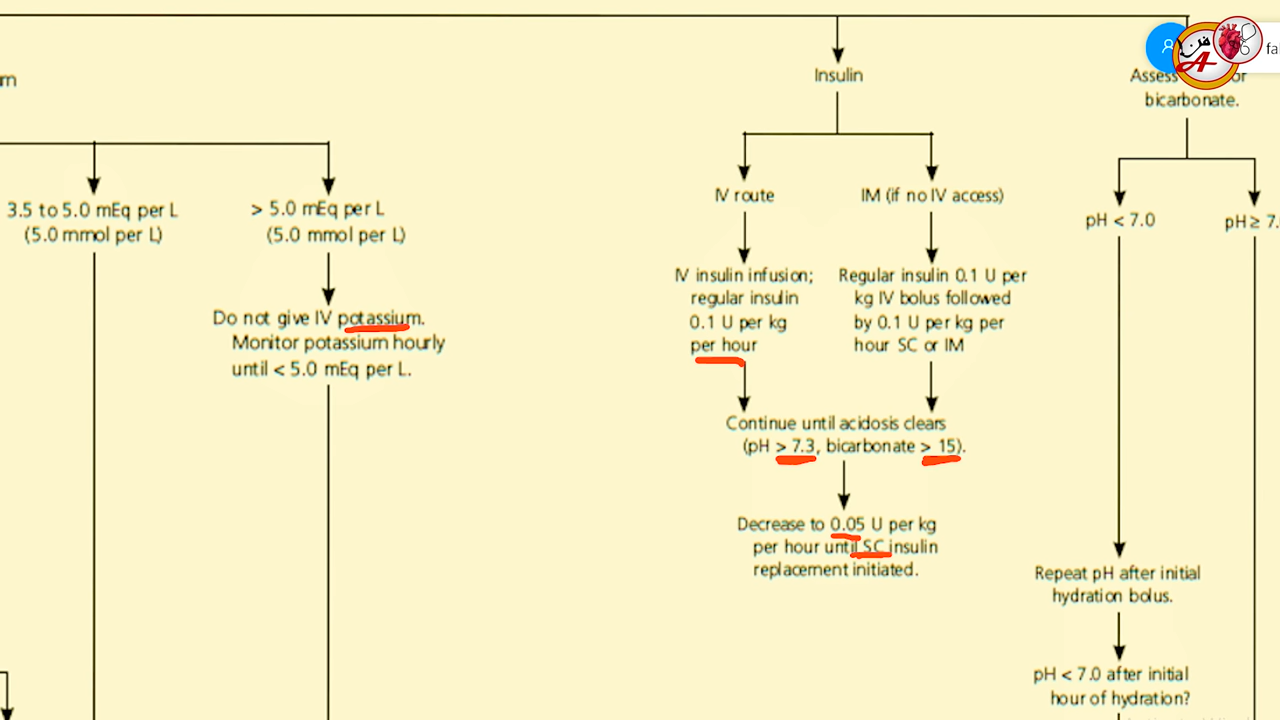 Insulin
bicarbonate.
3.5 to 5.0 mEq per L
(5.0 mmol per L)
> 5.0 mEq per L
(5.0 mmol per L)
Do not give IV potassium.
Monitor potassium hourly
until < 5.0 mEq per L.
IV route
IV insulin infusion;
regular insulin
0.1 U per kg
per hour
IM (if no IV access)
Regular insulin 0.1 U per
kg IV bolus followed
by 0.1 U per kg per
hour SC or IM
Continue until acidosis clears
(pH > 7.3, bicarbonate > 15).
Decrease to 0.05 U per kg
per hour until SC insulin
replacement initiated.
pH < 7.0
pH ≥ 7.
Repeat pH after initial
hydration bolus.
pH < 7.0 after initial
hour of hydration?